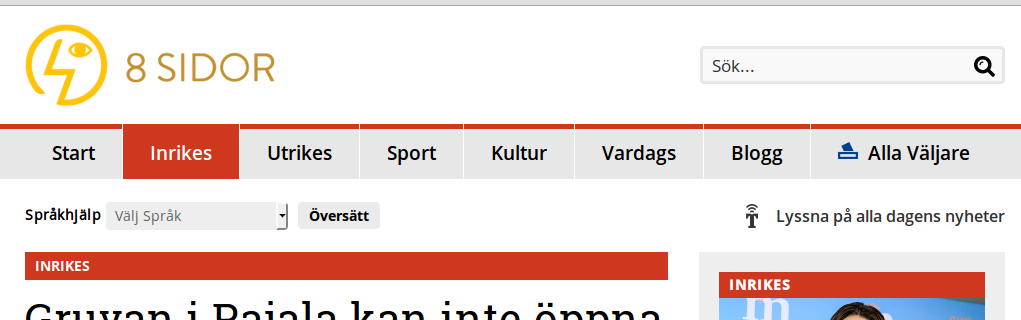 8 SIDOR
Sök...
Start Inrikes Utrikes Sport Kultur Vardags Blogg Alla Väljare
Språkhjälp Välj Språk Översätt Lyssna på alla dagens nyheter
INRIKES
INRIKES
Gruvan i Pajala kan inte öppna